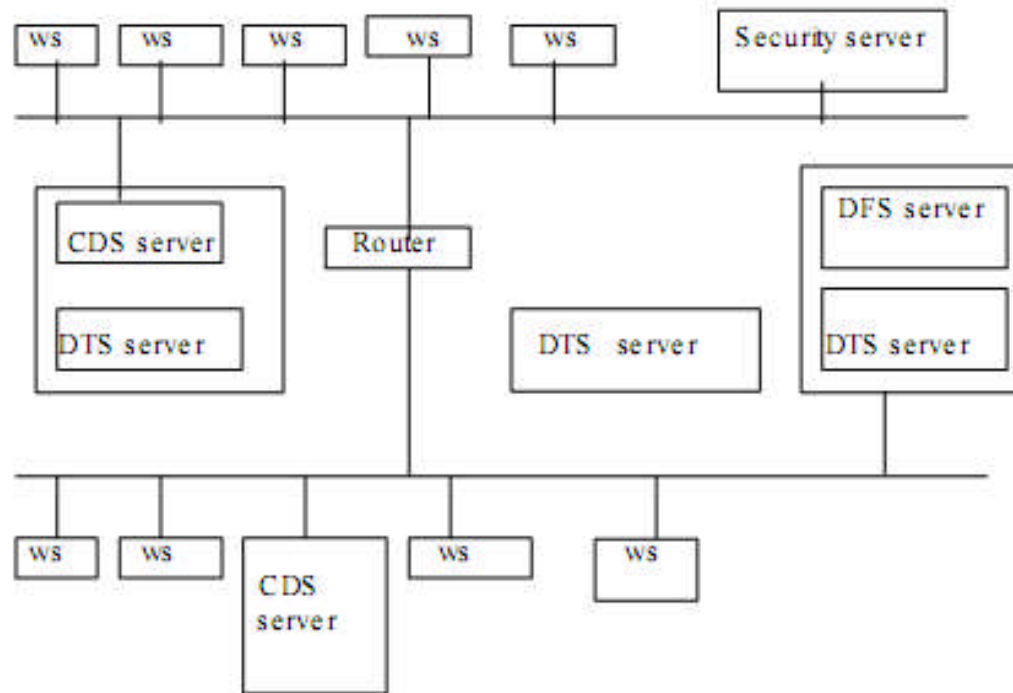 ws
ws
ws
ws
ws
Security server
CDS server
Router
DFS server
DTS server
DTS server
DTS server
ws
ws
CDS
server
ws
ws